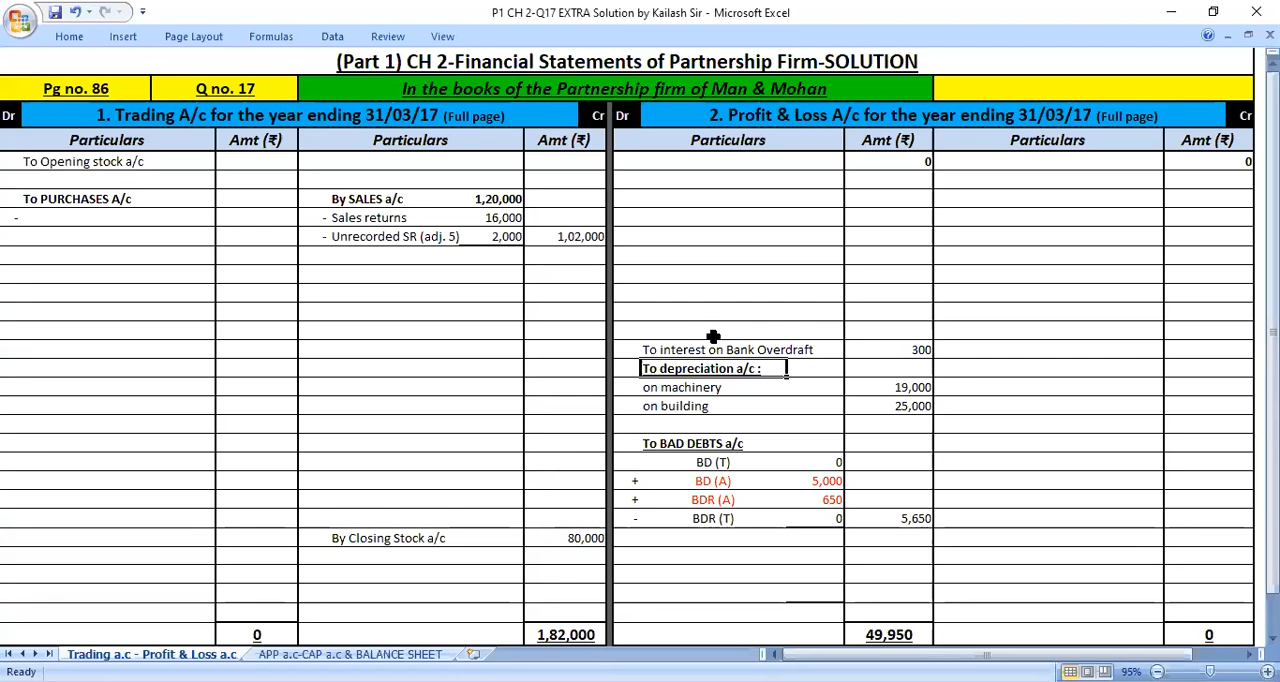 P1 CH 2-Q17 EXTRA Solution by Kailash Sir - Microsoft Excel
Home Insert Page Layout Formulas Data Review View
(Part 1) CH 2-Financial Statements of Partnership Firm-SOLUTION
Pg no. 86 Q no. 17 In the books of the Partnership firm of Man & Mohan
Dr 1. Trading A/c for the year ending 31/03/17 (Full page) Cr Dr 2. Profit & Loss A/c for the year ending 31/03/17 (Full page) Cr
Particulars Amt (₹) Particulars Amt (₹) Particulars Amt (₹) Particulars Amt (₹)
To Opening stock a/c 0 0
To PURCHASES A/c By SALES a/c 1,20,000
- - Sales returns 16,000
- Unrecorded SR (adj. 5) 2,000 1,02,000
To interest on Bank Overdraft 300
To depreciation a/c :
on machinery 19,000
on building 25,000
To BAD DEBTS a/c
BD (T) 0
+ BD (A) 5,000
+ BDR (A) 650
- BDR (T) 0 5,650
By Closing Stock a/c 80,000
0 1,82,000 49,950 0
Trading a.c - Profit & Loss a.c APP a.c-CAP a.c & BALANCE SHEET
Ready 95%